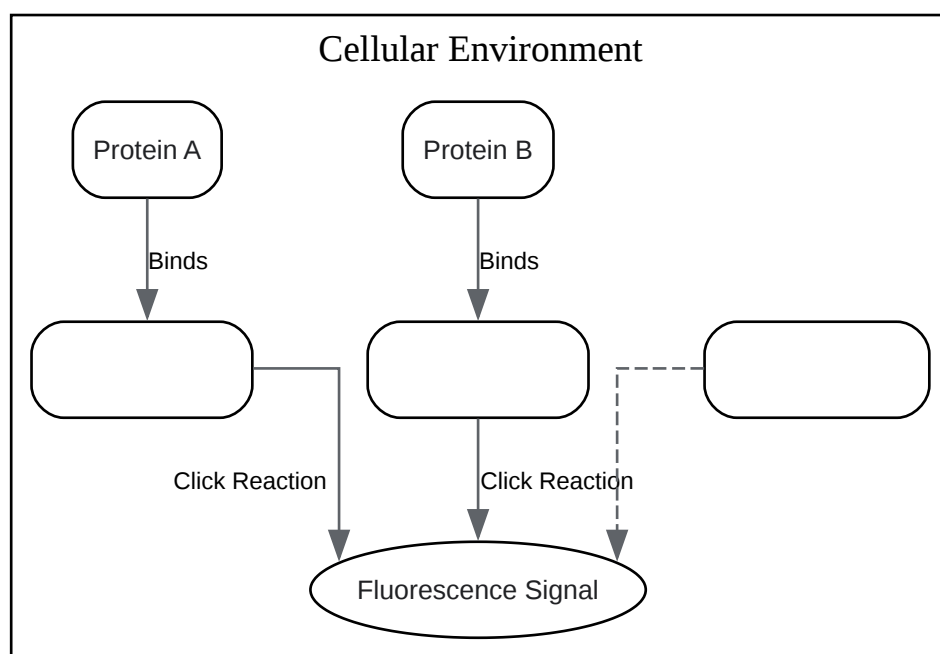 Cellular Environment
Protein A
Protein B
Binds
Binds
Click Reaction
Click Reaction
Fluorescence Signal